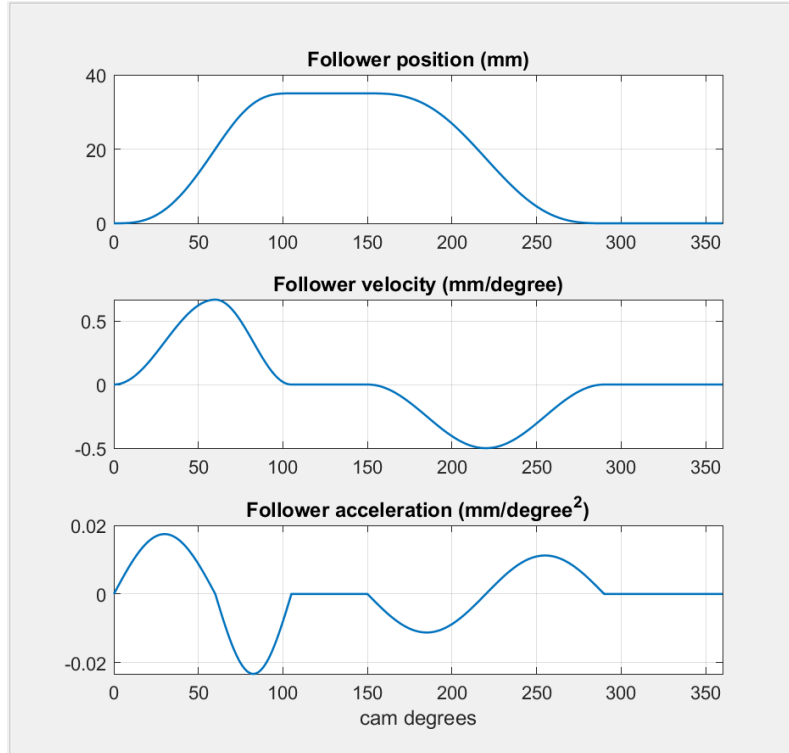 Follower position (mm)
40
20
0
0 50 100 150 200 250 300 350
Follower velocity (mm/degree)
0.5
0
-0.5
0 50 100 150 200 250 300 350
Follower acceleration (mm/degree²)
0.02
0
-0.02
0 50 100 150 200 250 300 350
cam degrees